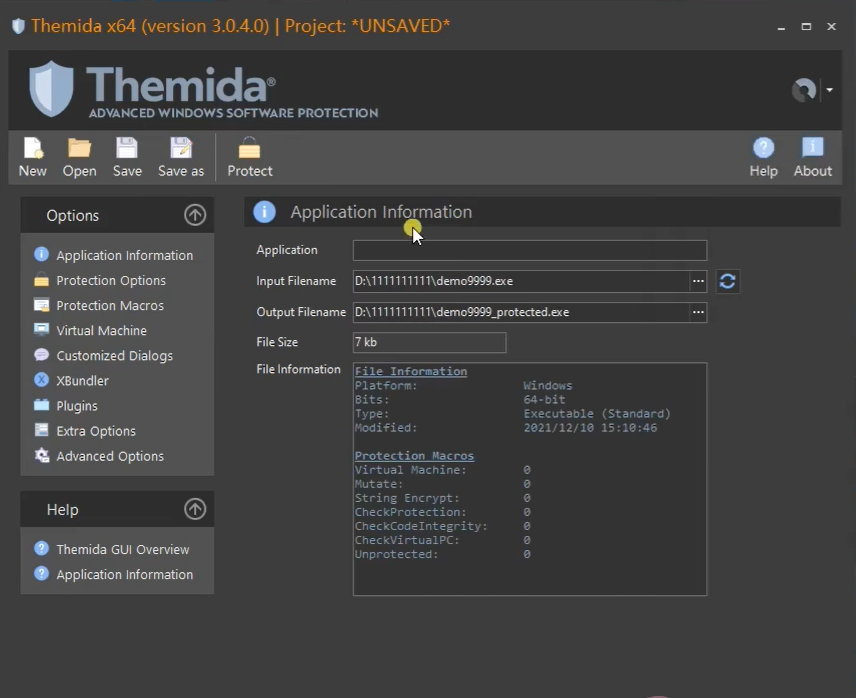 Themida x64 (version 3.0.4.0) | Project: *UNSAVED*
Themida®
ADVANCED WINDOWS SOFTWARE PROTECTION
New Open Save Save as Protect Help About
Options
Application Information
Protection Options
Protection Macros
Virtual Machine
Customized Dialogs
XBundler
Plugins
Extra Options
Advanced Options
Help
Themida GUI Overview
Application Information
Application Information
Application
Input Filename D:\1111111111\demo9999.exe ...
Output Filename D:\1111111111\demo9999_protected.exe ...
File Size 7 kb
File Information
File Information
Platform: Windows
Bits: 64-bit
Type: Executable (Standard)
Modified: 2021/12/10 15:10:46
Protection Macros
Virtual Machine: 0
Mutate: 0
String Encrypt: 0
CheckProtection: 0
CheckCodeIntegrity: 0
CheckVirtualPC: 0
Unprotected: 0